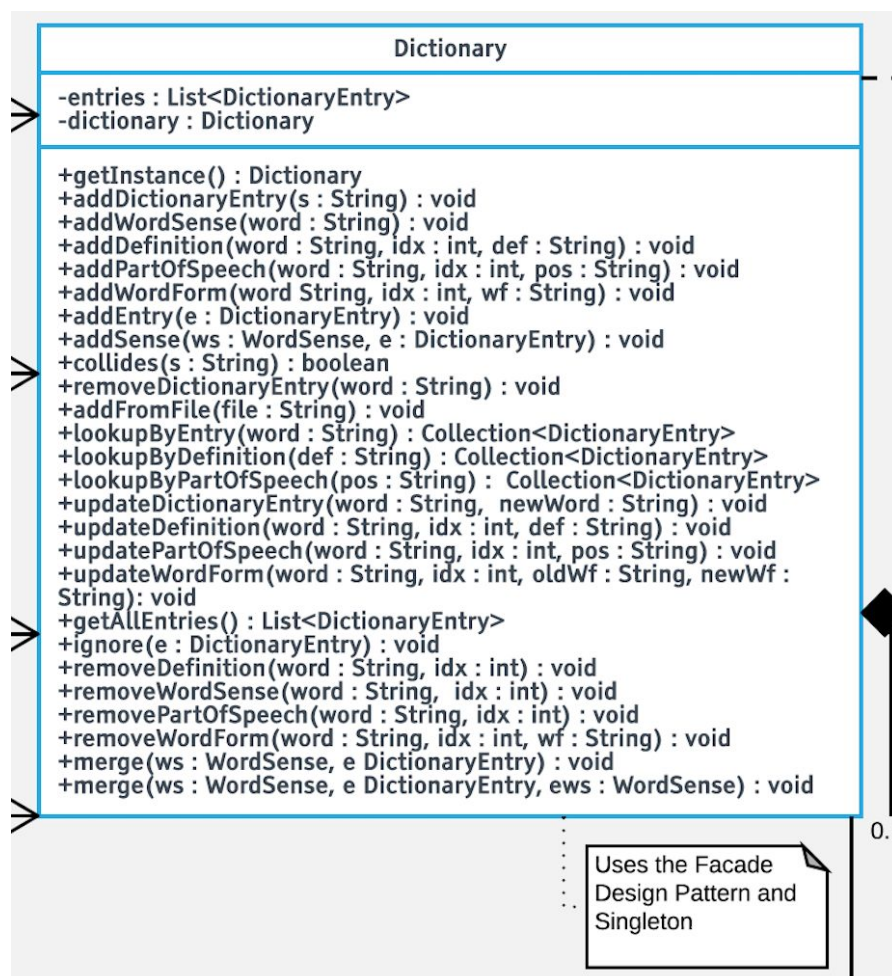 Dictionary
-entries : List<DictionaryEntry>
-dictionary : Dictionary
+getInstance() : Dictionary
+addDictionaryEntry(s : String) : void
+addWordSense(word : String) : void
+addDefinition(word : String, idx : int, def : String) : void
+addPartOfSpeech(word : String, idx : int, pos : String) : void
+addWordForm(word String, idx : int, wf : String) : void
+addEntry(e : DictionaryEntry) : void
+addSense(ws : WordSense, e : DictionaryEntry) : void
+collides(s : String) : boolean
+removeDictionaryEntry(word : String) : void
+addFromFile(file : String) : void
+lookupByEntry(word : String) : Collection<DictionaryEntry>
+lookupByDefinition(def : String) : Collection<DictionaryEntry>
+lookupByPartOfSpeech(pos : String) : Collection<DictionaryEntry>
+updateDictionaryEntry(word : String, newWord : String) : void
+updateDefinition(word : String, idx : int, def : String) : void
+updatePartOfSpeech(word : String, idx : int, pos : String) : void
+updateWordForm(word : String, idx : int, oldWf : String, newWf :
String): void
+getAllEntries() : List<DictionaryEntry>
+ignore(e : DictionaryEntry) : void
+removeDefinition(word : String, idx : int) : void
+removeWordSense(word : String, idx : int) : void
+removePartOfSpeech(word : String, idx : int) : void
+removeWordForm(word : String, idx : int, wf : String) : void
+merge(ws : WordSense, e DictionaryEntry) : void
+merge(ws : WordSense, e DictionaryEntry, ews : WordSense) : void
0.
Uses the Facade
Design Pattern and
Singleton